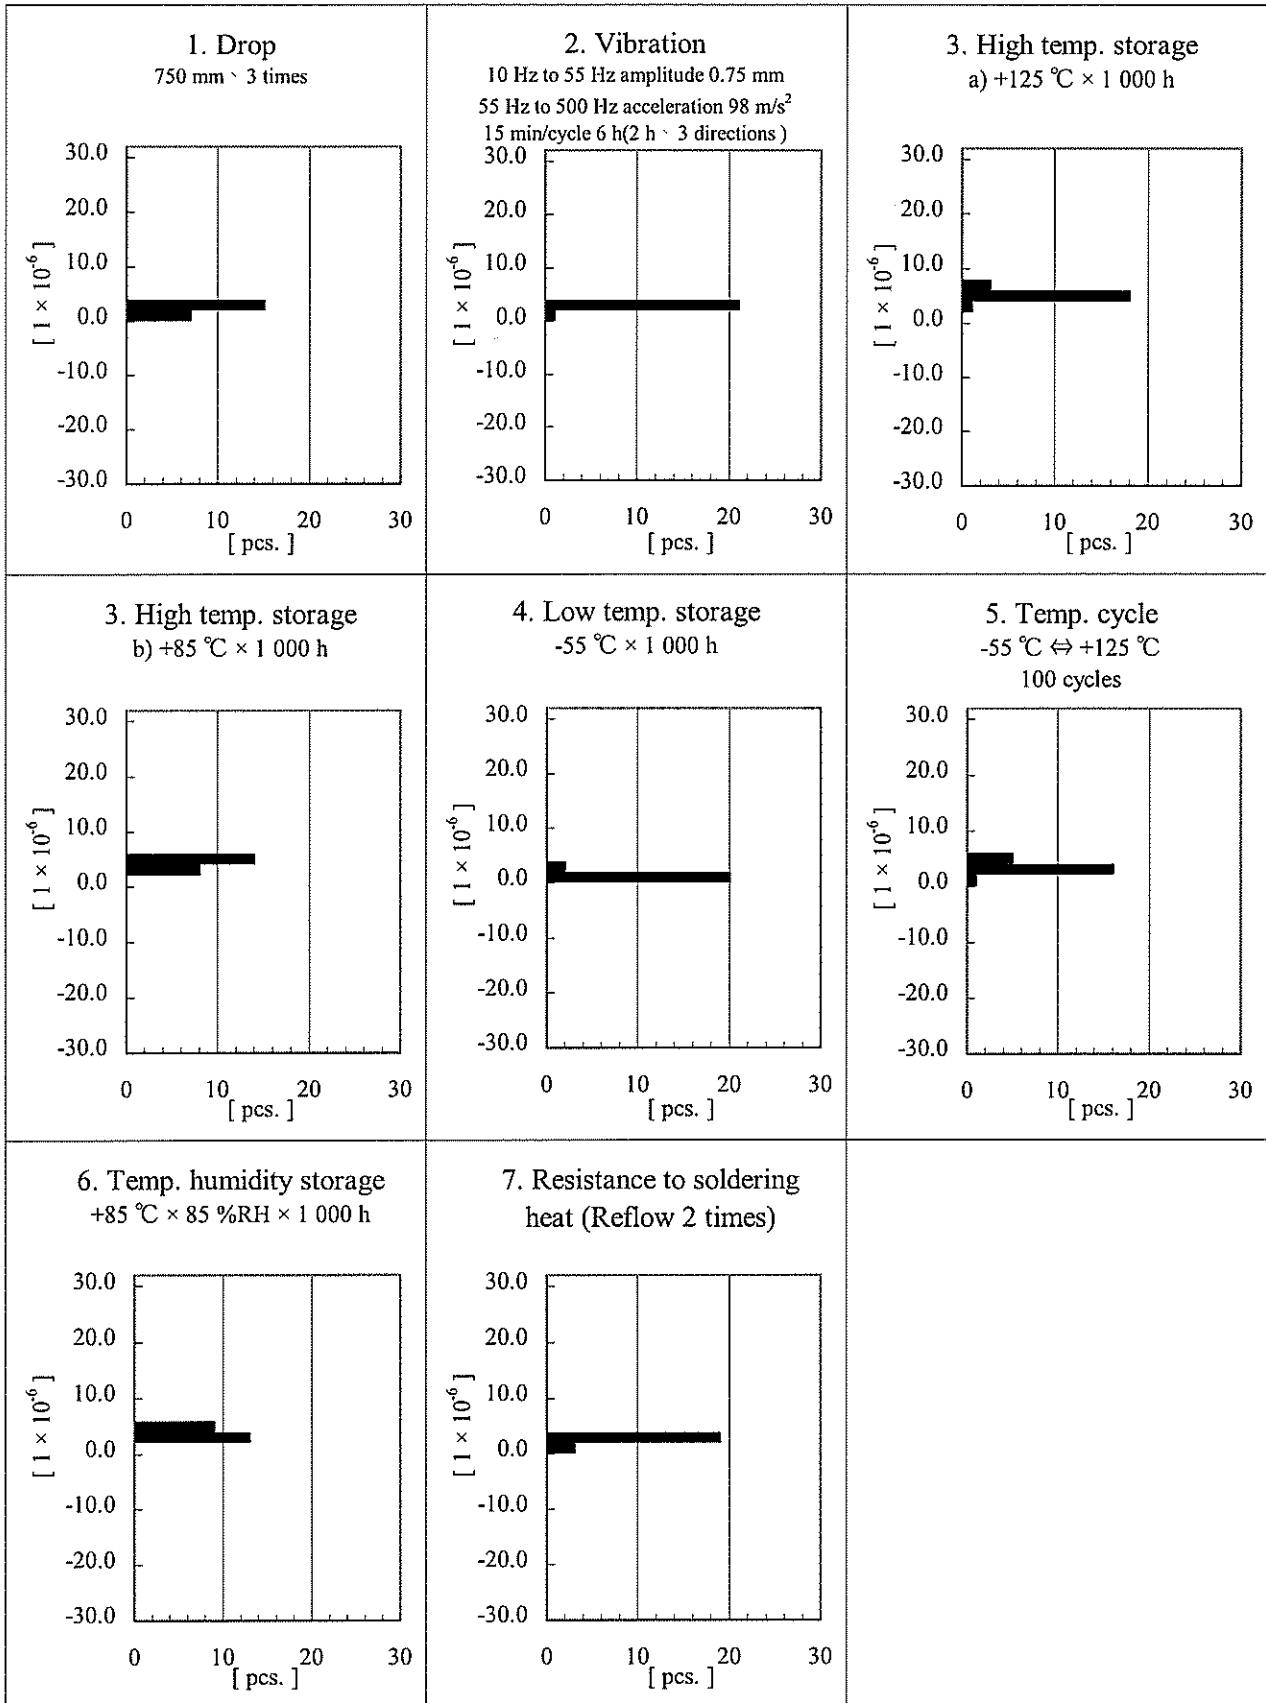 1. Drop
750 mm、3 times
30.0
20.0
10.0
0.0
-10.0
-20.0
-30.0
[ 1 × 10⁻⁶ ]
0 10 20 30
[ pcs. ]
2. Vibration
10 Hz to 55 Hz amplitude 0.75 mm
55 Hz to 500 Hz acceleration 98 m/s²
15 min/cycle 6 h(2 h、3 directions )
30.0
20.0
10.0
0.0
-10.0
-20.0
-30.0
[ 1 × 10⁻⁶ ]
0 10 20 30
[ pcs. ]
3. High temp. storage
a) +125 ℃ × 1 000 h
30.0
20.0
10.0
0.0
-10.0
-20.0
-30.0
[ 1 × 10⁻⁶ ]
0 10 20 30
[ pcs. ]
3. High temp. storage
b) +85 ℃ × 1 000 h
30.0
20.0
10.0
0.0
-10.0
-20.0
-30.0
[ 1 × 10⁻⁶ ]
0 10 20 30
[ pcs. ]
4. Low temp. storage
-55 ℃ × 1 000 h
30.0
20.0
10.0
0.0
-10.0
-20.0
-30.0
[ 1 × 10⁻⁶ ]
0 10 20 30
[ pcs. ]
5. Temp. cycle
-55 ℃ ⇔ +125 ℃
100 cycles
30.0
20.0
10.0
0.0
-10.0
-20.0
-30.0
[ 1 × 10⁻⁶ ]
0 10 20 30
[ pcs. ]
6. Temp. humidity storage
+85 ℃ × 85 %RH × 1 000 h
30.0
20.0
10.0
0.0
-10.0
-20.0
-30.0
[ 1 × 10⁻⁶ ]
0 10 20 30
[ pcs. ]
7. Resistance to soldering
heat (Reflow 2 times)
30.0
20.0
10.0
0.0
-10.0
-20.0
-30.0
[ 1 × 10⁻⁶ ]
0 10 20 30
[ pcs. ]